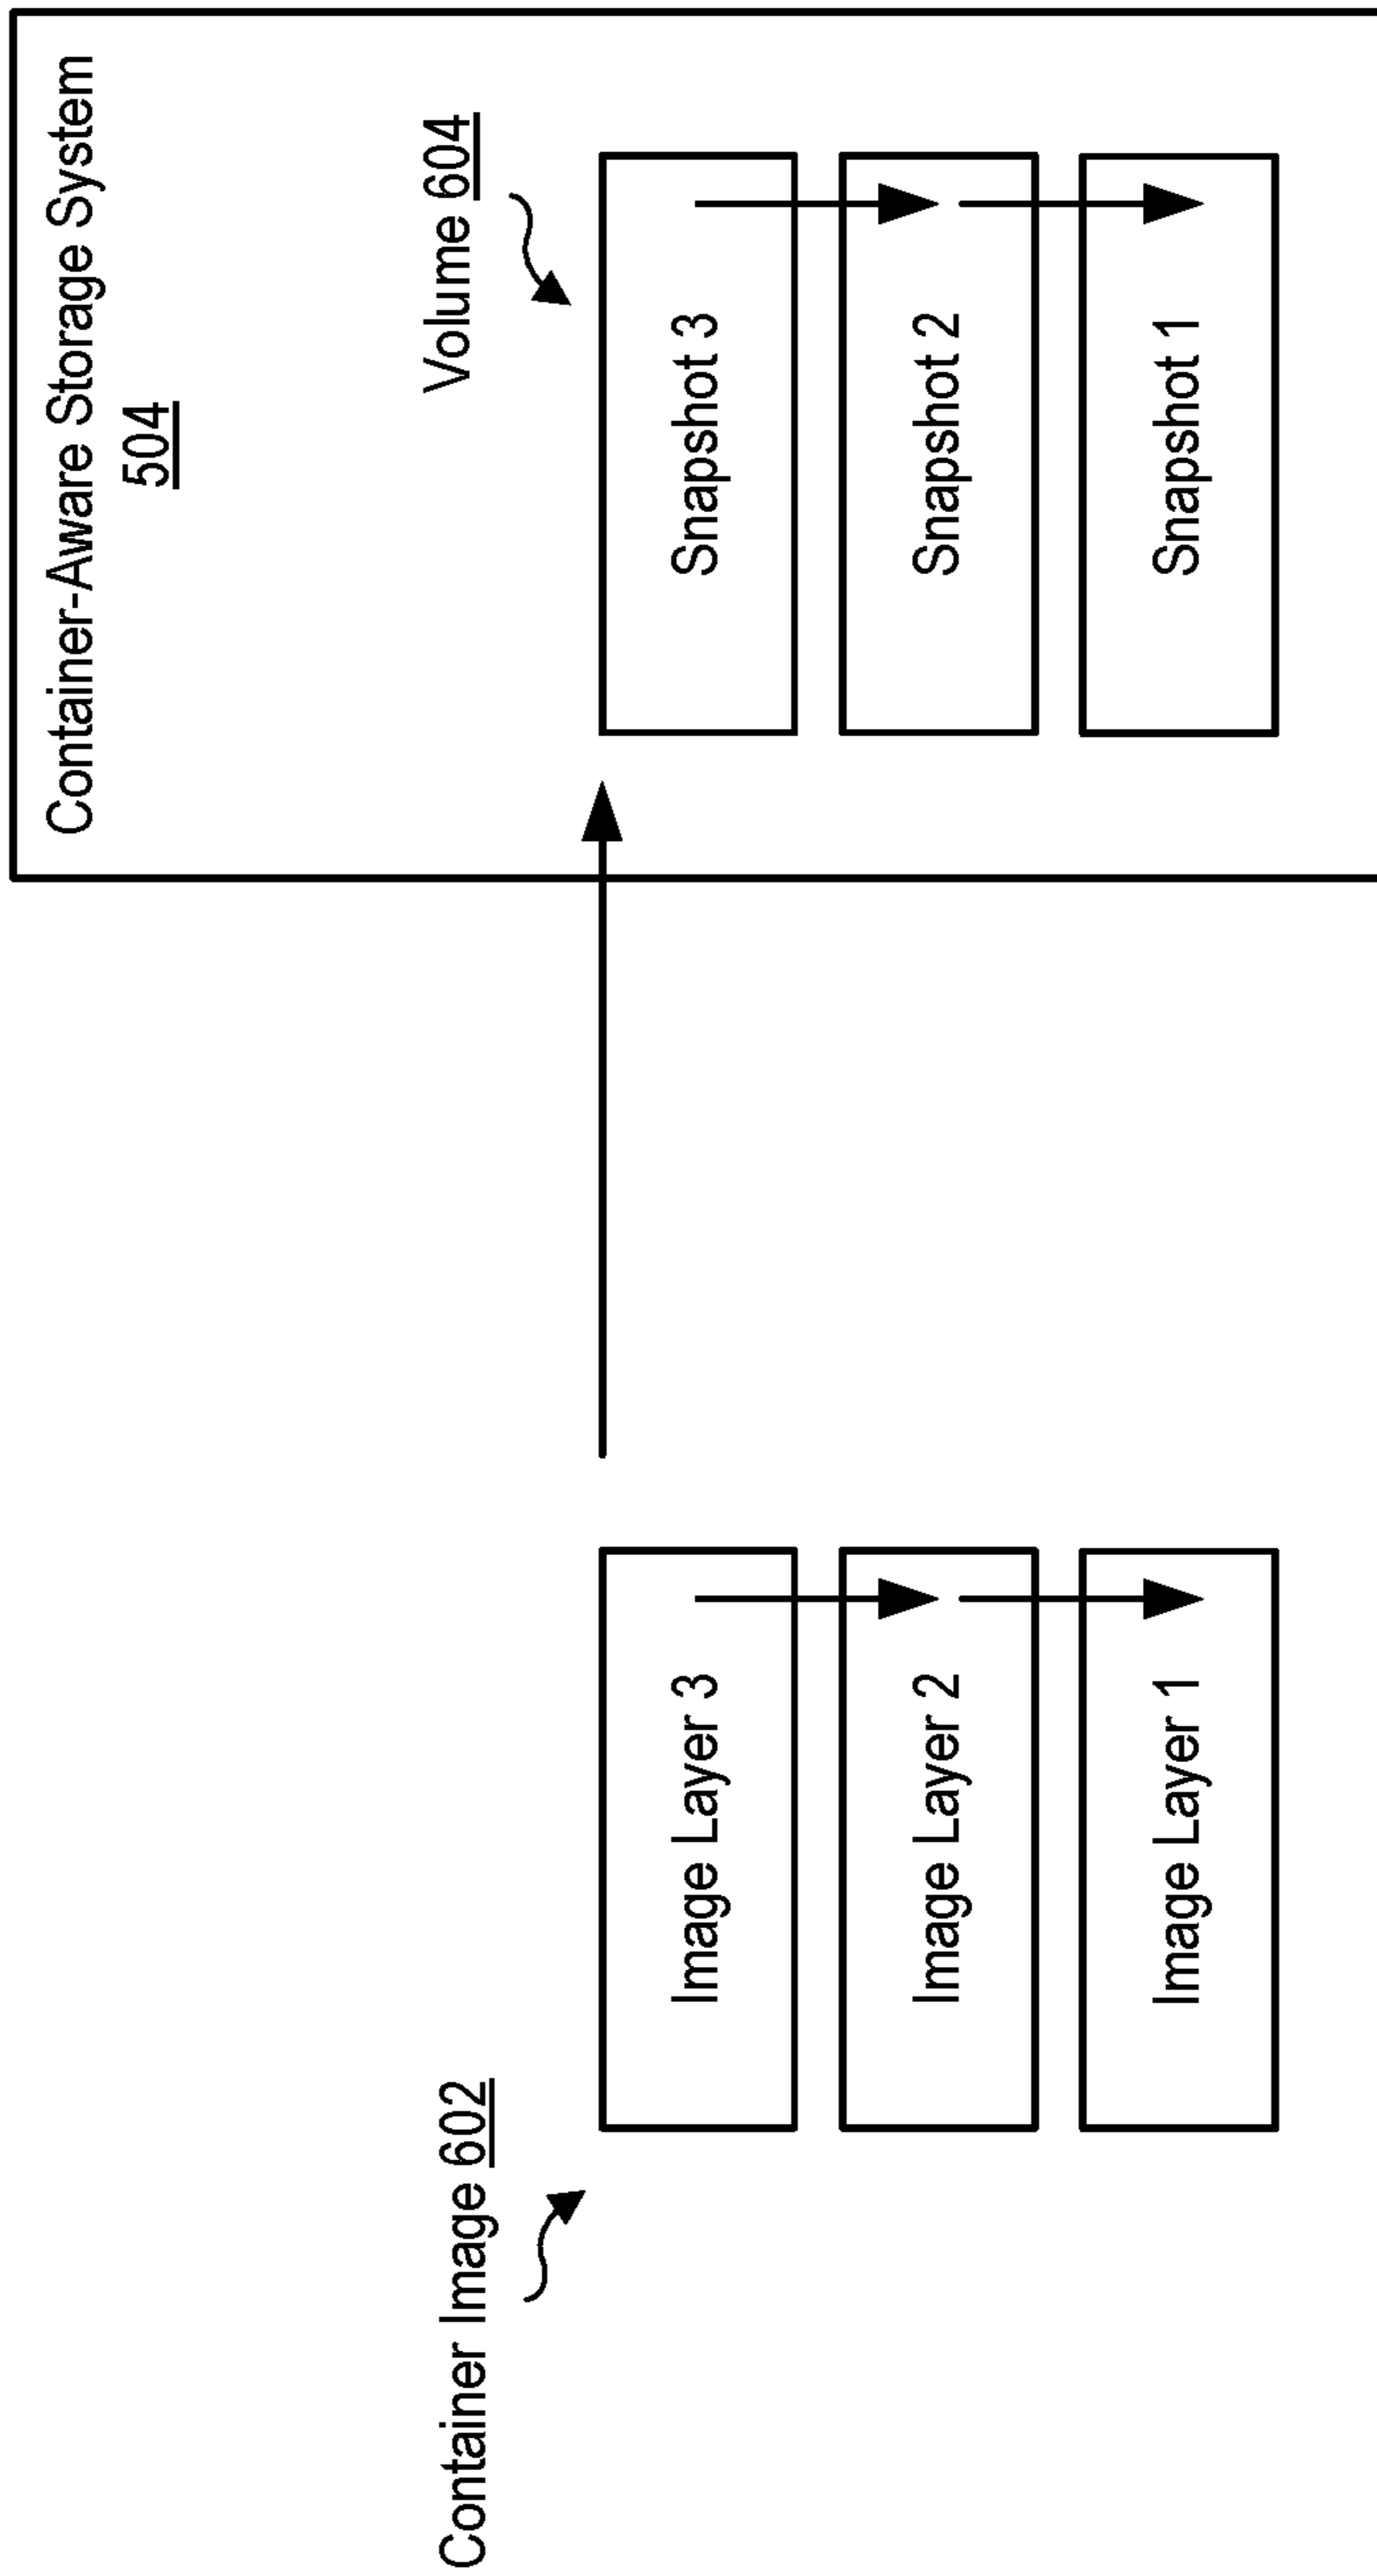 Container-Aware Storage System
504
Container Image 602
Volume 604
Image Layer 3
Snapshot 3
Image Layer 2
Snapshot 2
Image Layer 1
Snapshot 1